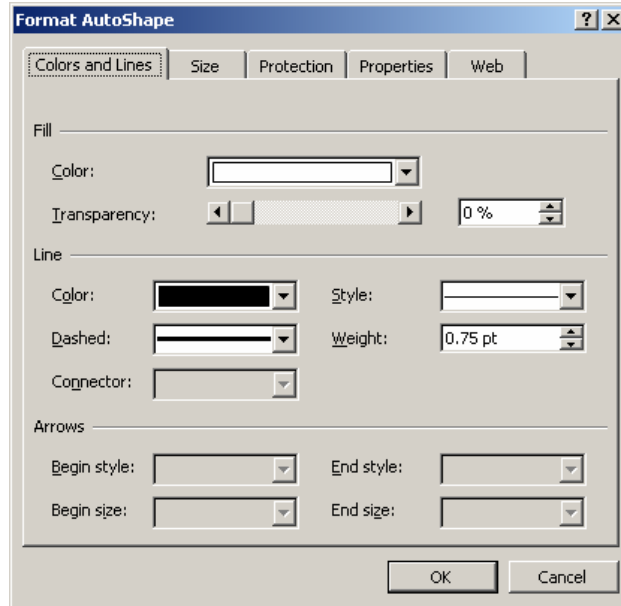 Format AutoShape
Colors and Lines Size Protection Properties Web
Fill
Color:
Transparency: 0 %
Line
Color: Style:
Dashed: Weight: 0.75 pt
Connector:
Arrows
Begin style: End style:
Begin size: End size:
OK Cancel